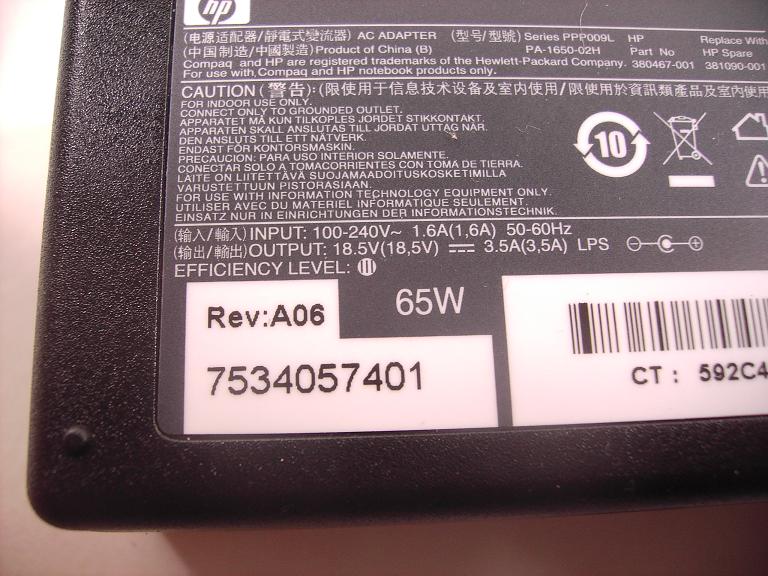 hp
(电源适配器/靜電式變流器) AC ADAPTER (型号/型號) Series PPP009L HP Replace With
(中国制造/中國製造) Product of China (B) PA-1650-02H Part No HP Spare
Compaq and HP are registered trademarks of the Hewlett-Packard Company. 380467-001 381090-001
For use with Compaq and HP notebook products only.
CAUTION (警告):(限使用于信息技术设备及室内使用/限使用於資訊類產品及室內使用
FOR INDOOR USE ONLY.
CONNECT ONLY TO GROUNDED OUTLET.
APPARATET MÅ KUN TILKOPLES JORDET STIKKONTAKT.
APPARATEN SKALL ANSLUTAS TILL JORDAT UTTAG NÄR
DEN ANSLUTS TILL ETT NÄTVERK.
ENDAST FÖR KONTORSMASKIN.
PRECAUCION: PARA USO INTERIOR SOLAMENTE.
CONECTAR SOLO A TOMACORRIENTES CON TOMA DE TIERRA.
LAITE ON LIITETTÄVÄ SUOJAMAADOITUSKOSKETIMILLA
VARUSTETTUUN PISTORASIAAN.
FOR USE WITH INFORMATION TECHNOLOGY EQUIPMENT ONLY.
UTILISER AVEC DU MATERIEL INFORMATIQUE SEULEMENT.
EINSATZ NUR IN EINRICHTUNGEN DER INFORMATIONSTECHNIK.
10
(输入/輸入) INPUT: 100-240V~ 1.6A(1,6A) 50-60Hz
(输出/輸出) OUTPUT: 18.5V(18,5V) ⎓ 3.5A(3,5A) LPS
EFFICIENCY LEVEL: III
Rev:A06 65W
7534057401
CT: 592C4